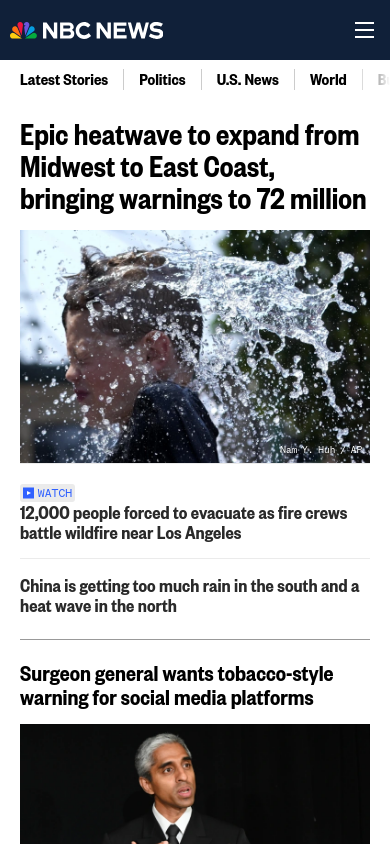 NBC NEWS
Latest Stories
Politics
U.S. News
World
Epic heatwave to expand from
Midwest to East Coast,
bringing warnings to 72 million
Nam Y. Huh / AP
WATCH
12,000 people forced to evacuate as fire crews
battle wildfire near Los Angeles
China is getting too much rain in the south and a
heat wave in the north
Surgeon general wants tobacco-style
warning for social media platforms